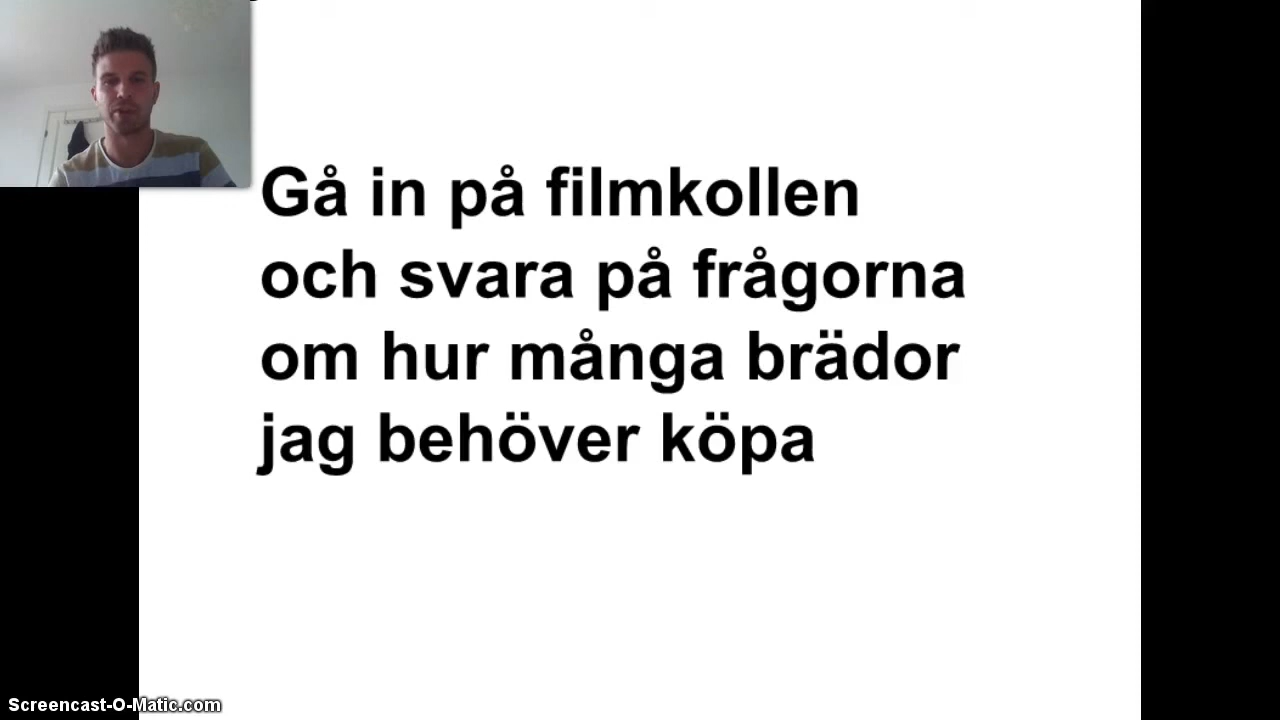 Gå in på filmkollen
och svara på frågorna
om hur många brädor
jag behöver köpa
Screencast-O-Matic.com